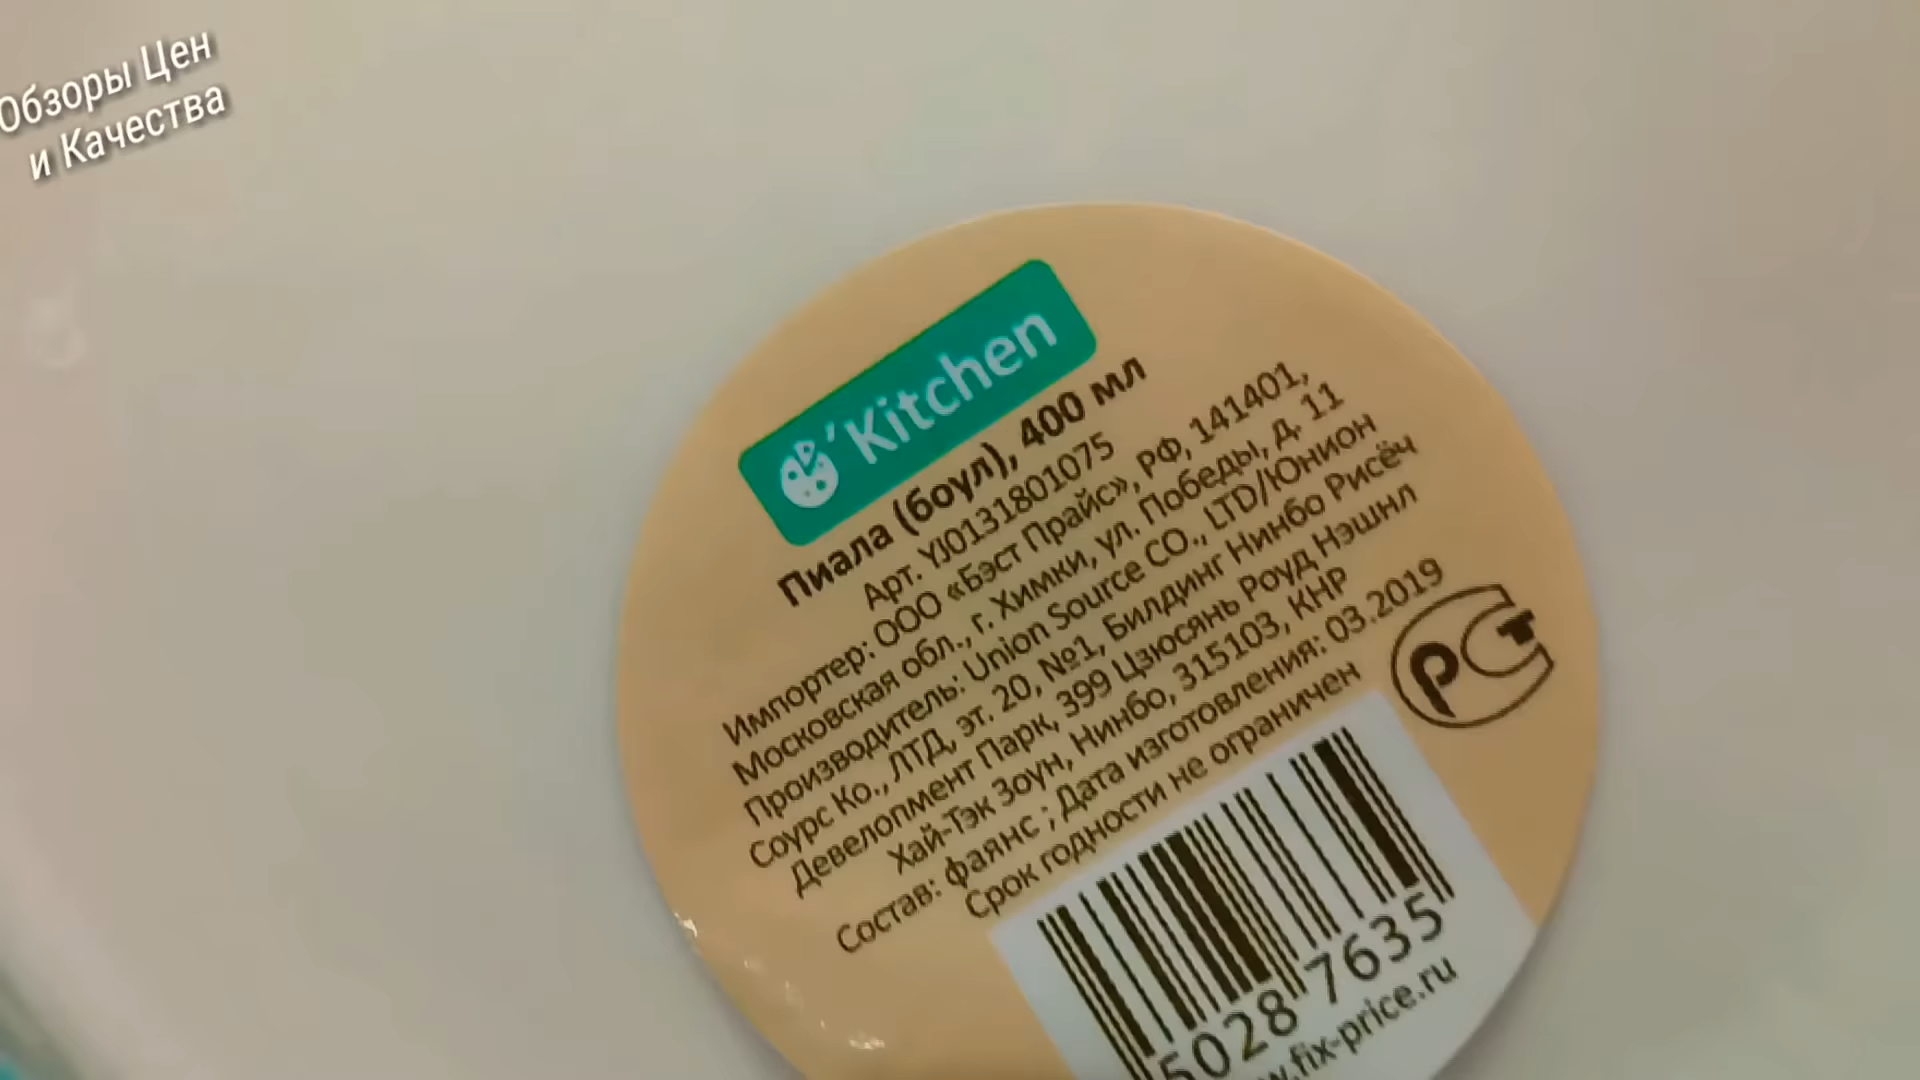 Обзоры Цен
и Качества
D'Kitchen
Пиала (боул), 400 мл
Арт. YJ0131801075
Импортер: ООО «Бэст Прайс», РФ, 141401,
Московская обл., г. Химки, ул. Победы, д. 11
Производитель: Union Source CO., LTD/Юнион
Соурс Ко., ЛТД, эт. 20, №1, Билдинг Нинбо Рисёч
Девелопмент Парк, 399 Цзюсянь Роуд Нэшнл
Хай-Тэк Зоун, Нинбо, 315103, КНР
Состав: фаянс ; Дата изготовления: 03.2019
Срок годности не ограничен
РСТ
5028 7635
w.fix-price.ru